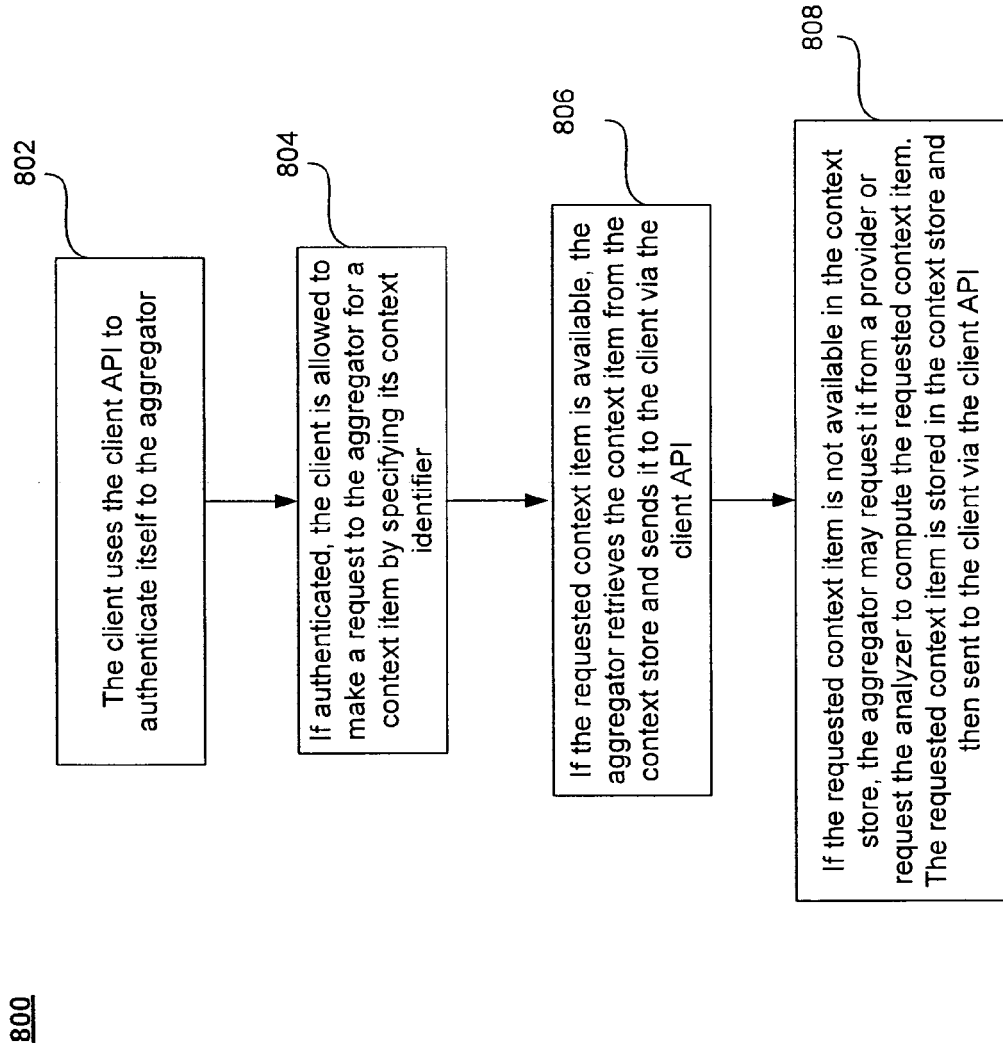 800
802
The client uses the client API to
authenticate itself to the aggregator
804
If authenticated, the client is allowed to
make a request to the aggregator for a
context item by specifying its context
identifier
806
If the requested context item is available, the
aggregator retrieves the context item from the
context store and sends it to the client via the
client API
808
If the requested context item is not available in the context
store, the aggregator may request it from a provider or
request the analyzer to compute the requested context item.
The requested context item is stored in the context store and
then sent to the client via the client API